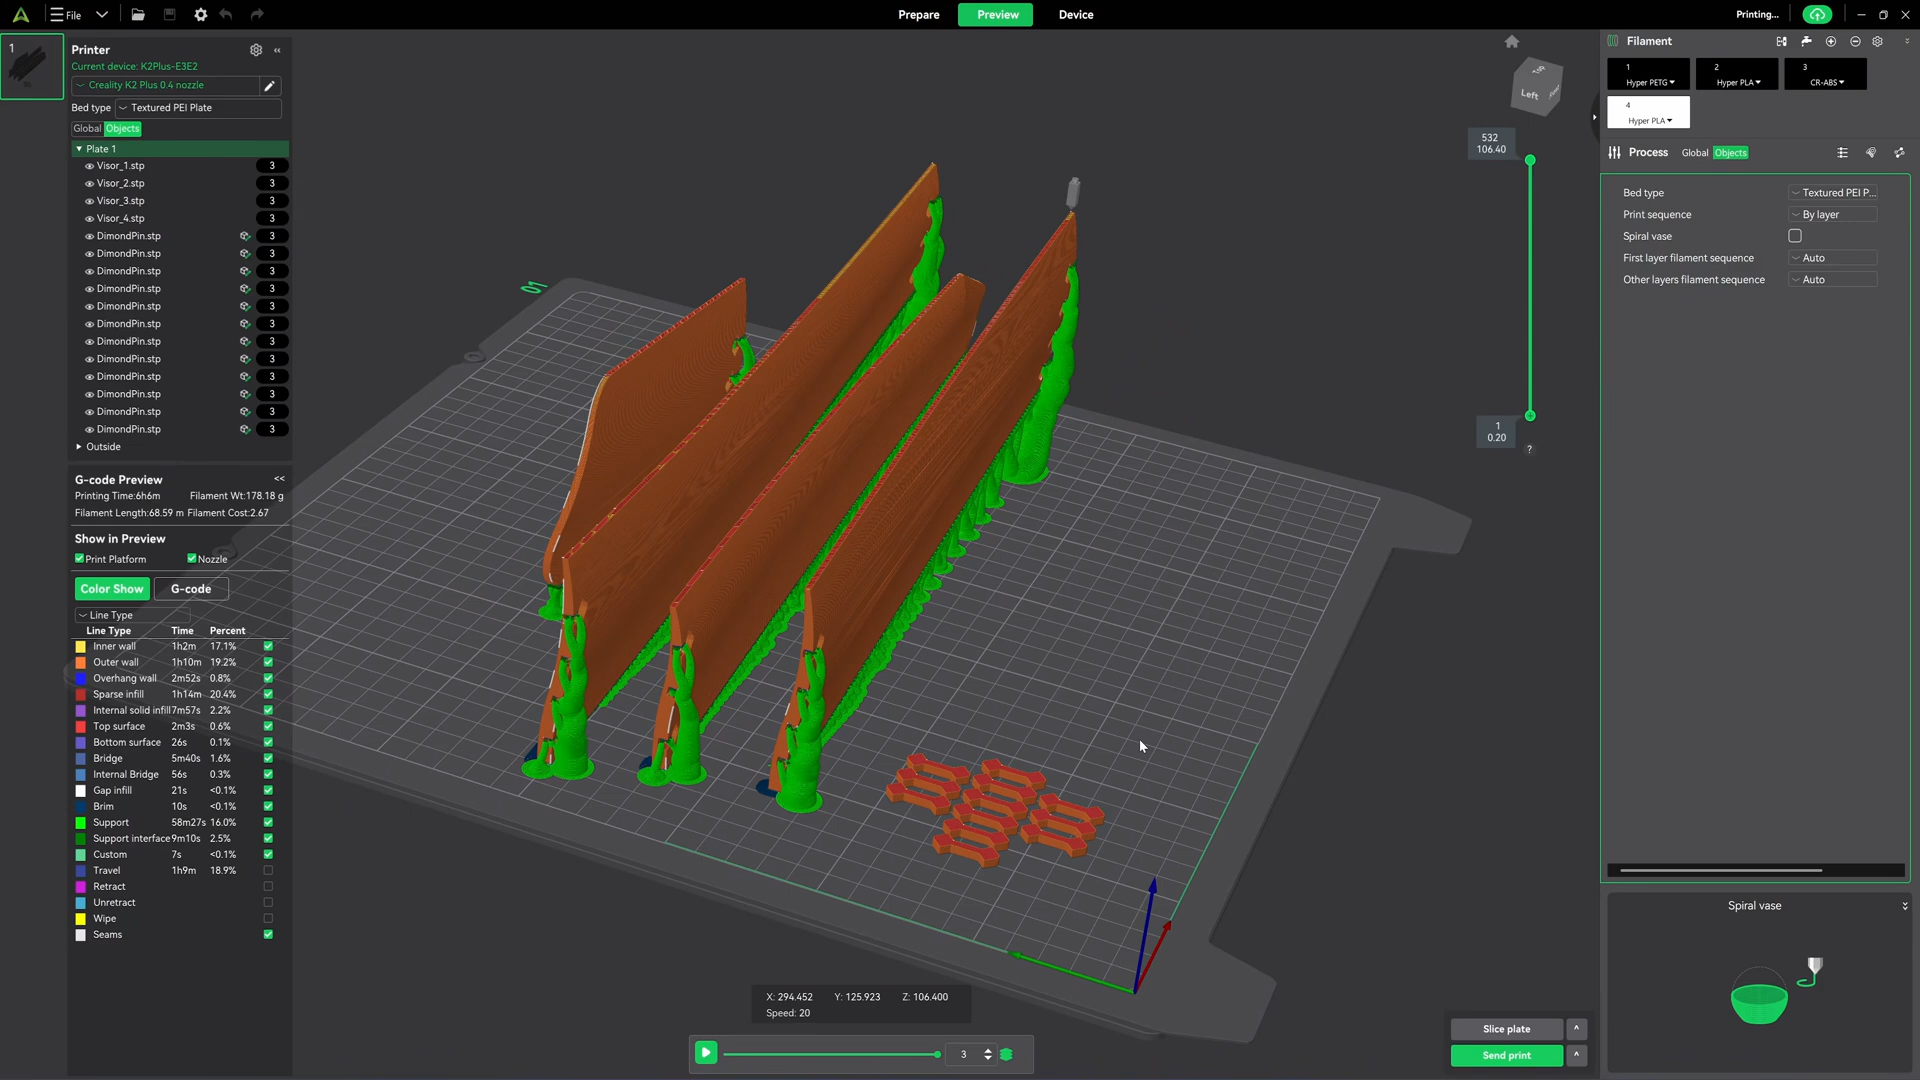 File
Prepare
Preview
Device
Printing...
1
Printer
Current device: K2Plus-E3E2
Creality K2 Plus 0.4 nozzle
Bed type
Textured PEI Plate
Global
Objects
Plate 1
Visor_1.stp 3
Visor_2.stp 3
Visor_3.stp 3
Visor_4.stp 3
DimondPin.stp 3
DimondPin.stp 3
DimondPin.stp 3
DimondPin.stp 3
DimondPin.stp 3
DimondPin.stp 3
DimondPin.stp 3
DimondPin.stp 3
DimondPin.stp 3
DimondPin.stp 3
DimondPin.stp 3
DimondPin.stp 3
Outside
G-code Preview <<
Printing Time:6h6m Filament Wt:178.18 g
Filament Length:68.59 m Filament Cost:2.67
Show in Preview
Print Platform
Nozzle
Color Show
G-code
Line Type
Line Type Time Percent
Inner wall 1h2m 17.1%
Outer wall 1h10m 19.2%
Overhang wall 2m52s 0.8%
Sparse infill 1h14m 20.4%
Internal solid infill 7m57s 2.2%
Top surface 2m3s 0.6%
Bottom surface 26s 0.1%
Bridge 5m40s 1.6%
Internal Bridge 56s 0.3%
Gap infill 21s <0.1%
Brim 10s <0.1%
Support 58m27s 16.0%
Support interface 9m10s 2.5%
Custom 7s <0.1%
Travel 1h9m 18.9%
Retract
Unretract
Wipe
Seams
01
Top
Left
532
106.40
1
0.20
?
X: 294.452 Y: 125.923 Z: 106.400
Speed: 20
3
Slice plate
Send print
Filament
1
Hyper PETG
2
Hyper PLA
3
CR-ABS
4
Hyper PLA
Process
Global
Objects
Bed type
Textured PEI P...
Print sequence
By layer
Spiral vase
First layer filament sequence
Auto
Other layers filament sequence
Auto
Spiral vase